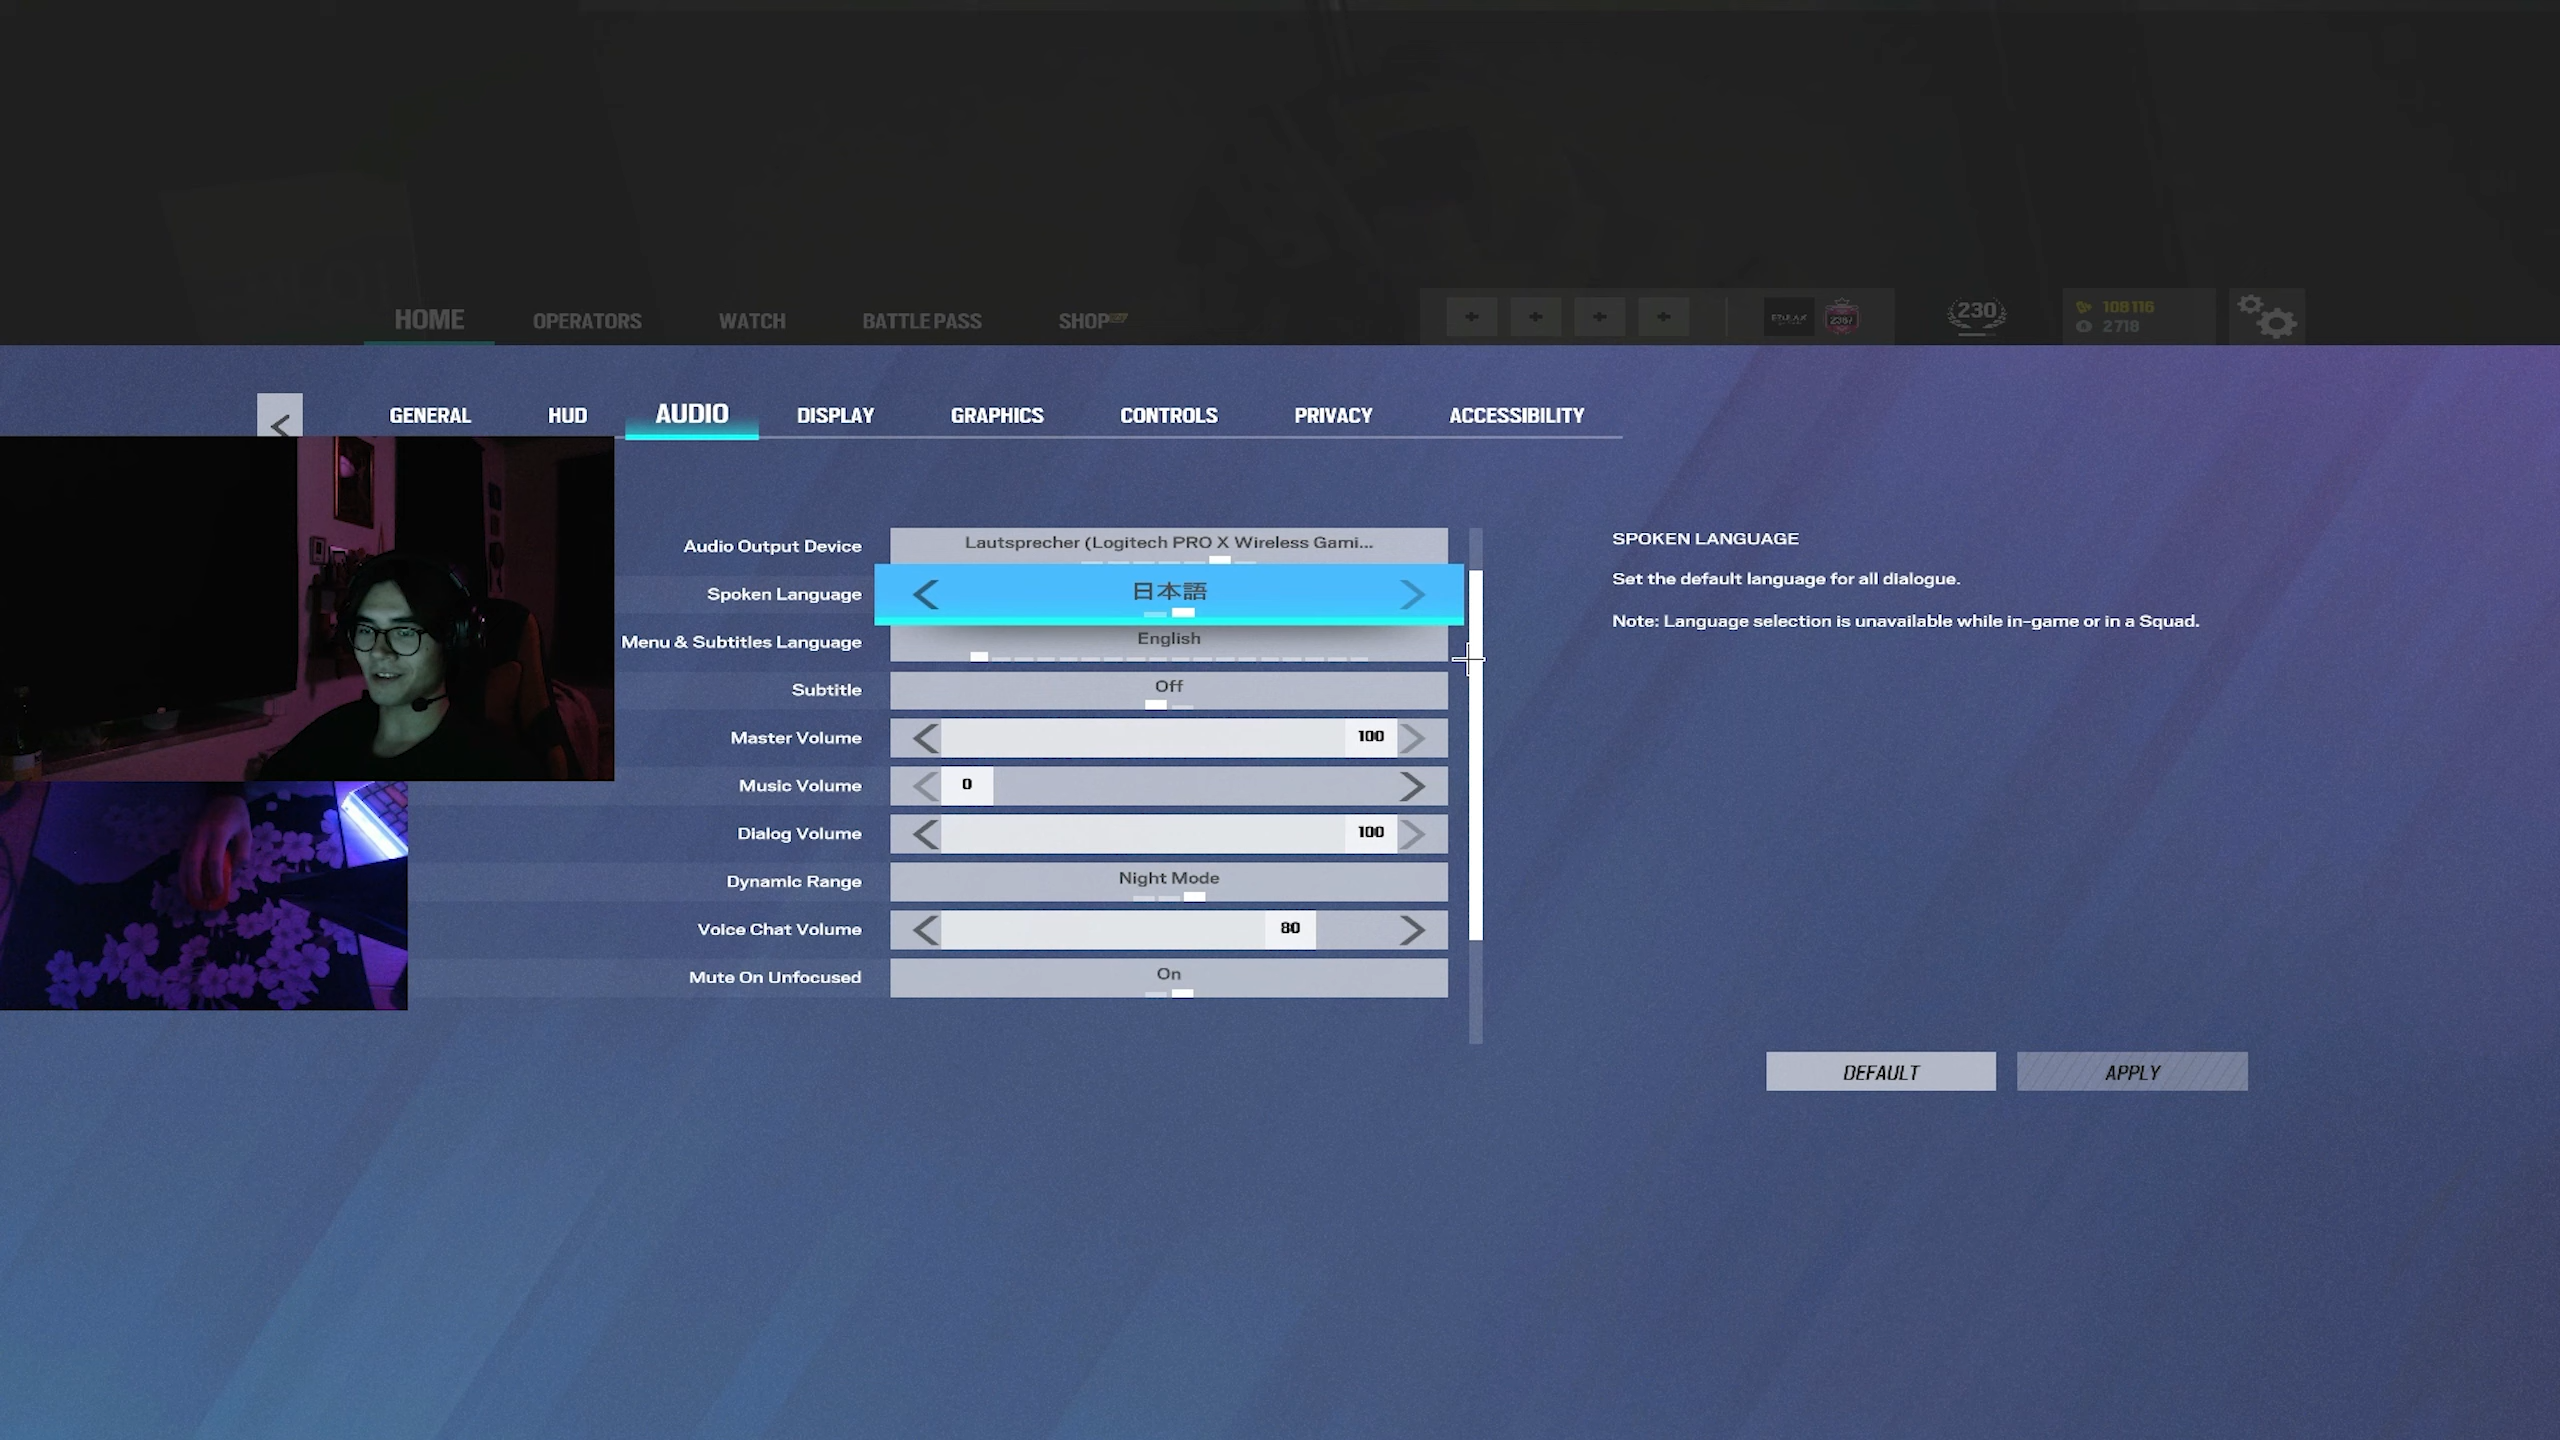 HOME
OPERATORS
WATCH
BATTLE PASS
SHOP
230
108116
2718
GENERAL
HUD
AUDIO
DISPLAY
GRAPHICS
CONTROLS
PRIVACY
ACCESSIBILITY
Audio Output Device
Lautsprecher (Logitech PRO X Wireless Gami...
Spoken Language
日本語
Menu & Subtitles Language
English
Subtitle
Off
Master Volume
100
Music Volume
0
Dialog Volume
100
Dynamic Range
Night Mode
Voice Chat Volume
80
Mute On Unfocused
On
SPOKEN LANGUAGE
Set the default language for all dialogue.
Note: Language selection is unavailable while in-game or in a Squad.
DEFAULT
APPLY